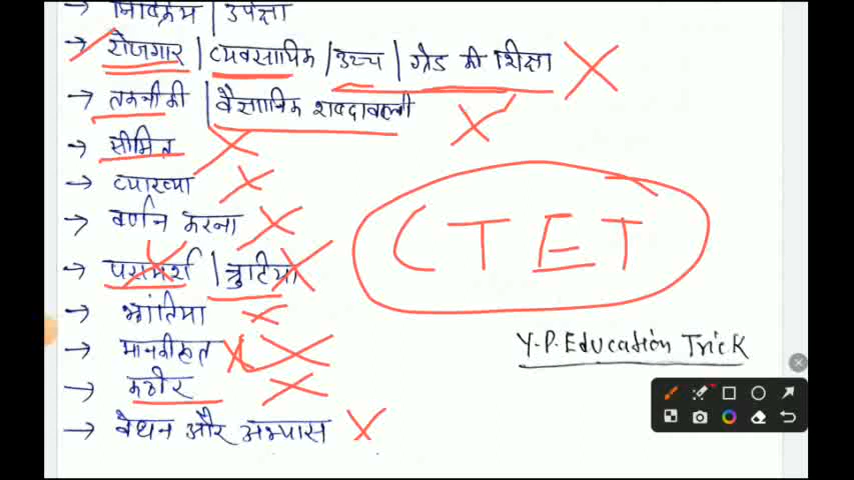 → निष्क्रिय | उपेक्षा
→ रोजगार | व्यवसायिक | उच्च | ग्रेड की शिक्षा
→ तकनीकी | वैज्ञानिक शब्दावली
→ सीमित
→ व्याख्या
→ वर्णन करना
→ परामर्श | त्रुटियां
→ भ्रांतिया
→ मानकीकृत
→ कठोर
→ वेधन और अभ्यास
CTET
Y-P-Education Trick